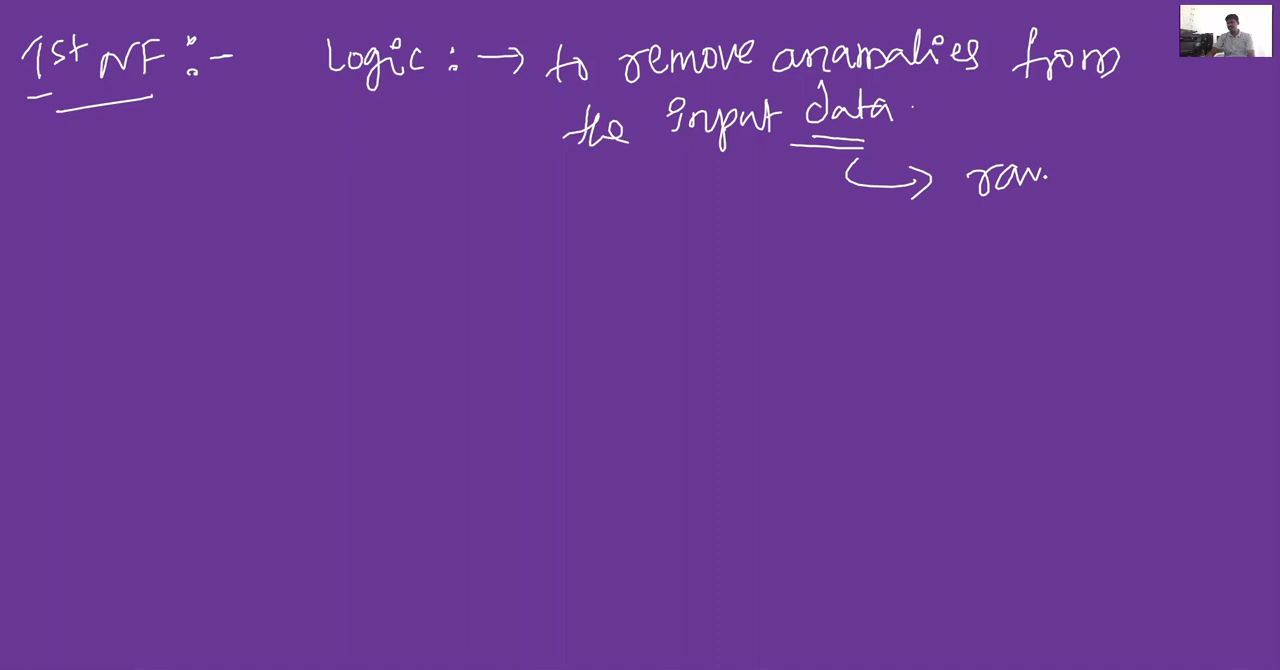 1st NF :- Logic : → to remove anamalies from
the input data.
→ raw.